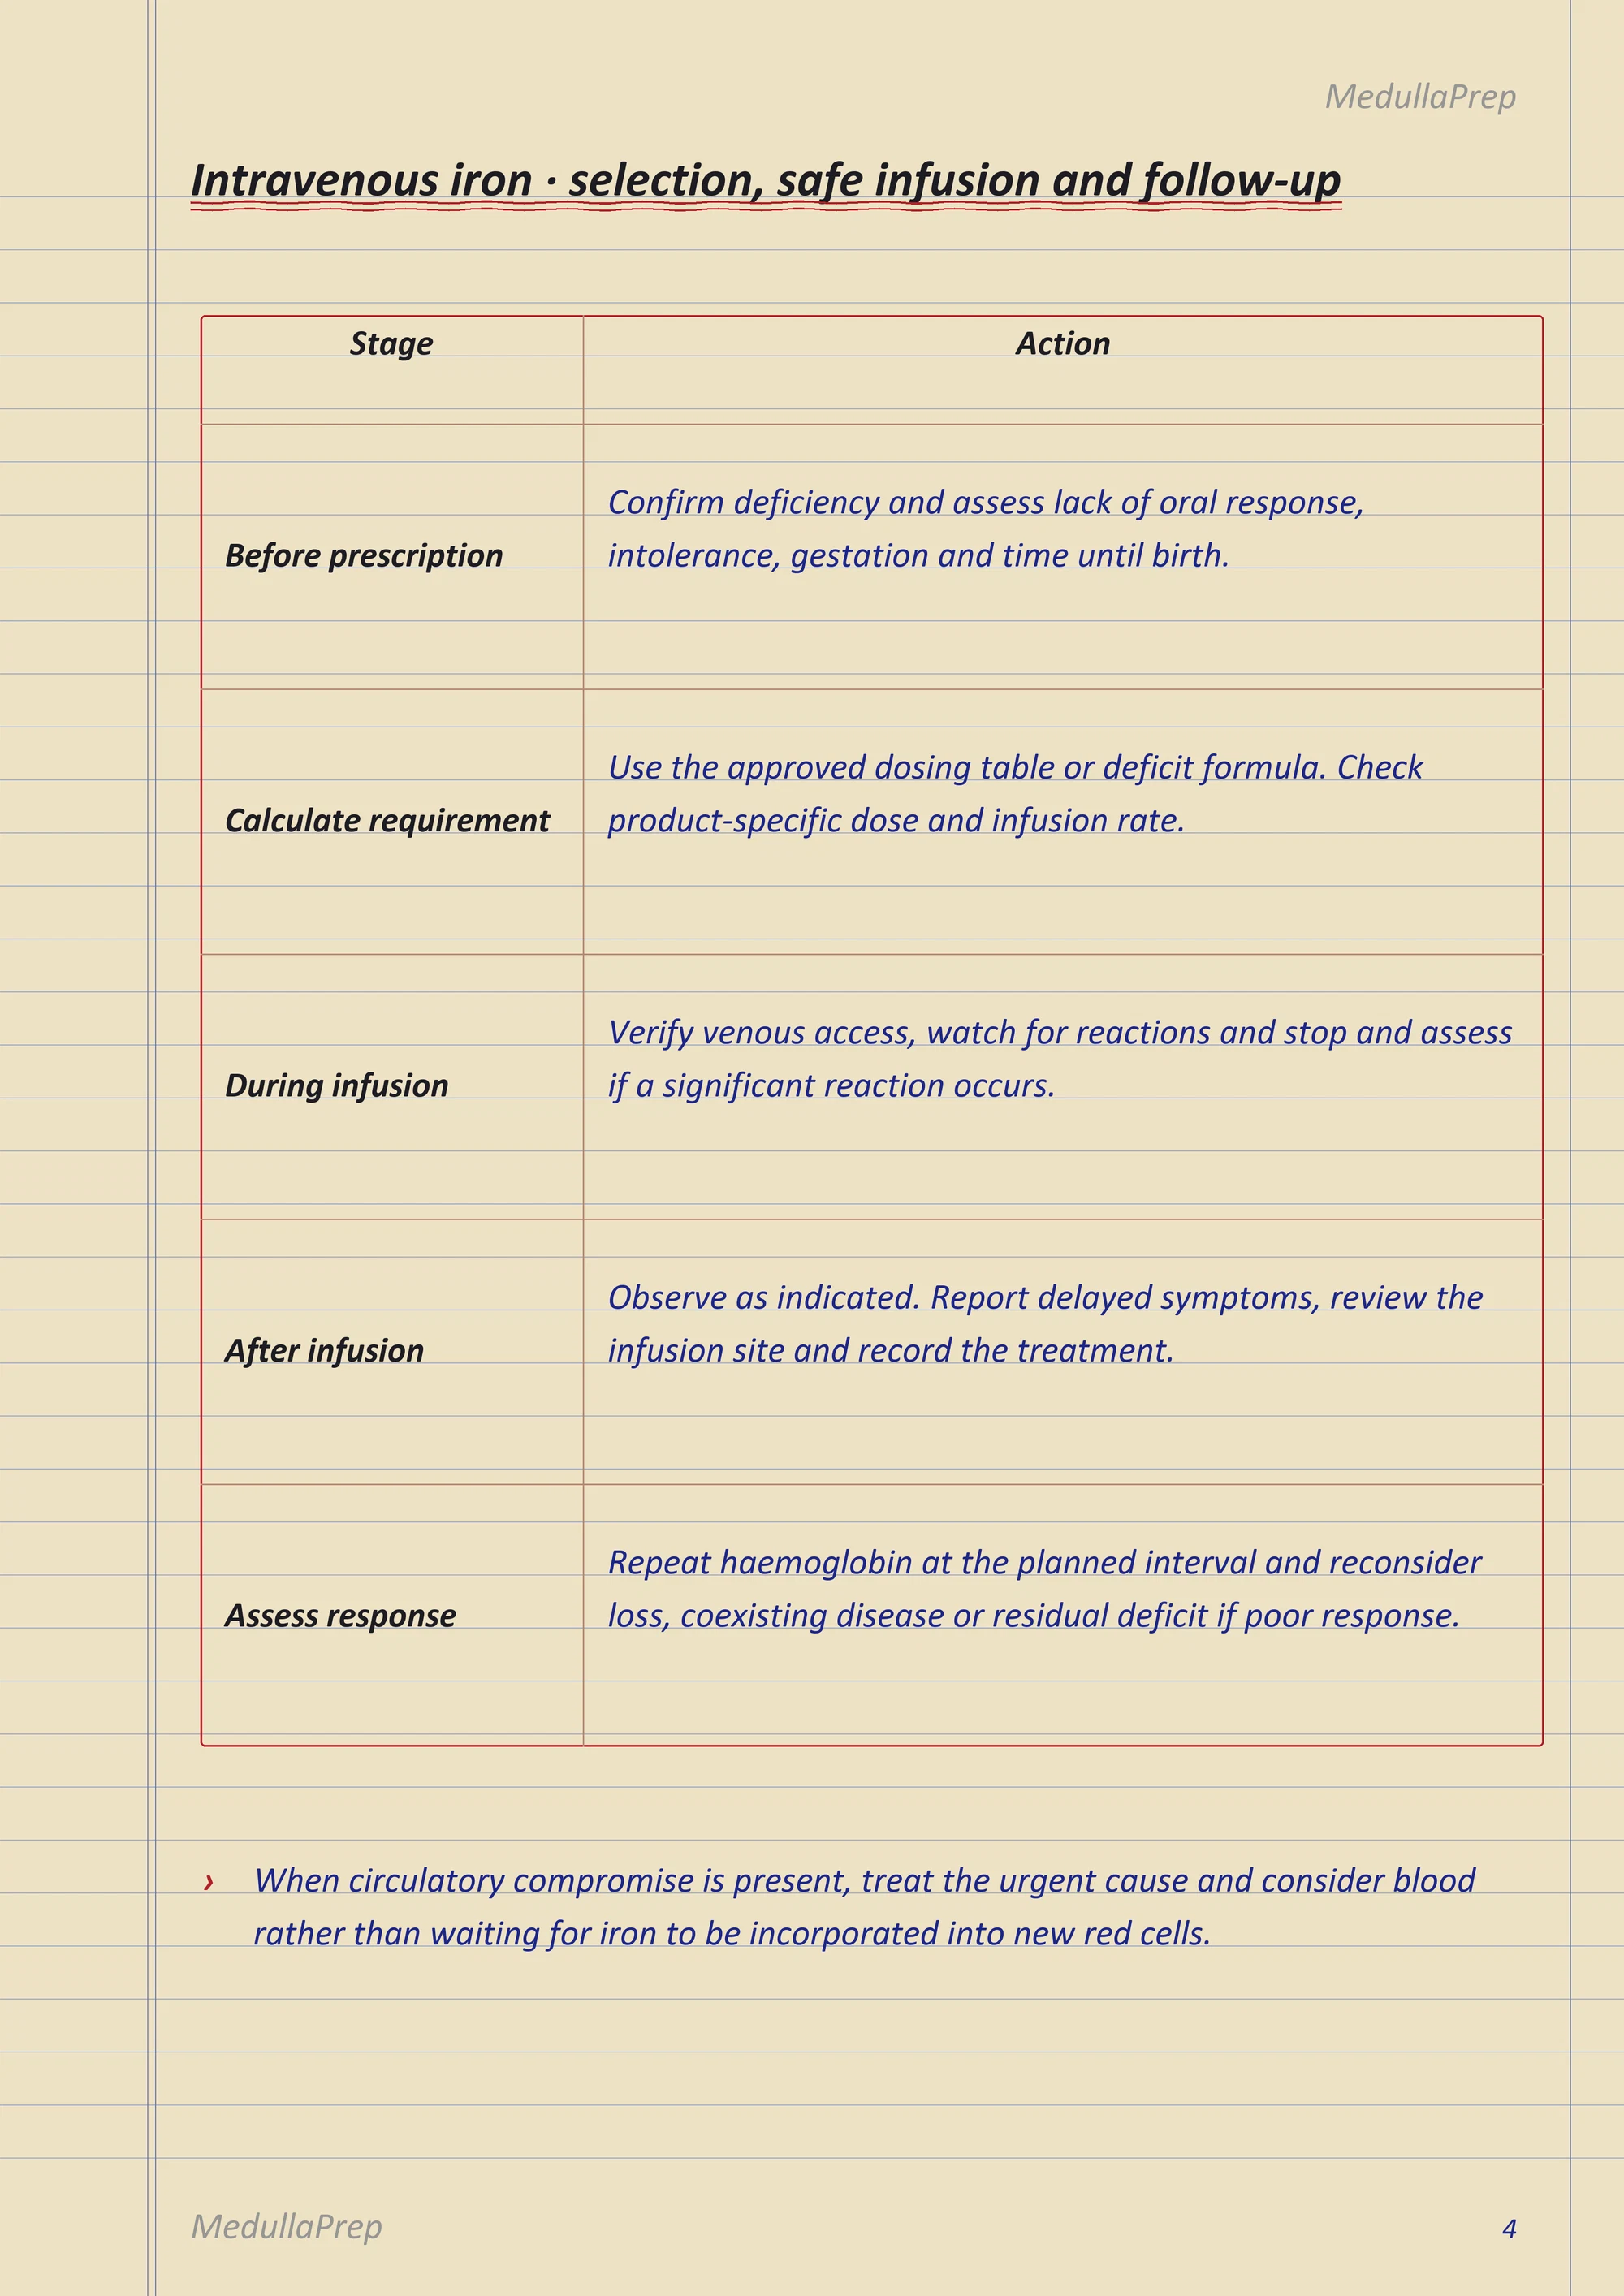 MedullaPrep
Intravenous iron · selection, safe infusion and follow-up
Stage Action
Confirm deficiency and assess lack of oral response,
Before prescription intolerance, gestation and time until birth.
Use the approved dosing table or deficit formula. Check
Calculate requirement product-specific dose and infusion rate.
Verify venous access, watch for reactions and stop and assess
During infusion if a significant reaction occurs.
Observe as indicated. Report delayed symptoms, review the
After infusion infusion site and record the treatment.
Repeat haemoglobin at the planned interval and reconsider
Assess response loss, coexisting disease or residual deficit if poor response.
› When circulatory compromise is present, treat the urgent cause and consider blood
rather than waiting for iron to be incorporated into new red cells.
MedullaPrep 4